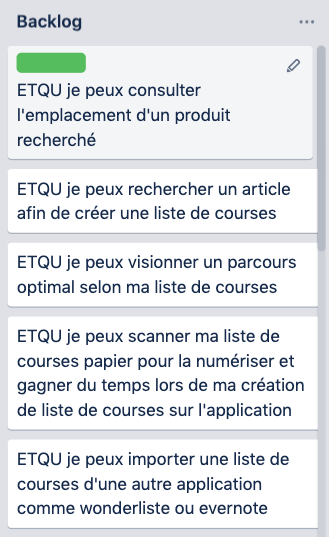 Backlog
ETQU je peux consulter
l'emplacement d'un produit
recherché
ETQU je peux rechercher un article
afin de créer une liste de courses
ETQU je peux visionner un parcours
optimal selon ma liste de courses
ETQU je peux scanner ma liste de
courses papier pour la numériser et
gagner du temps lors de ma création
de liste de courses sur l'application
ETQU je peux importer une liste de
courses d'une autre application
comme wonderliste ou evernote